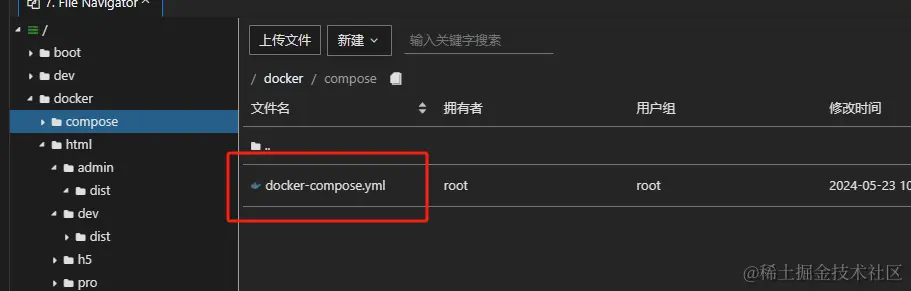 7. File Navigator
/
boot
dev
docker
compose
html
admin
dist
dev
dist
h5
pro
上传文件 新建 输入关键字搜索
/ docker / compose
文件名 拥有者 用户组 修改时间
..
docker-compose.yml root root 2024-05-23 10
@稀土掘金技术社区